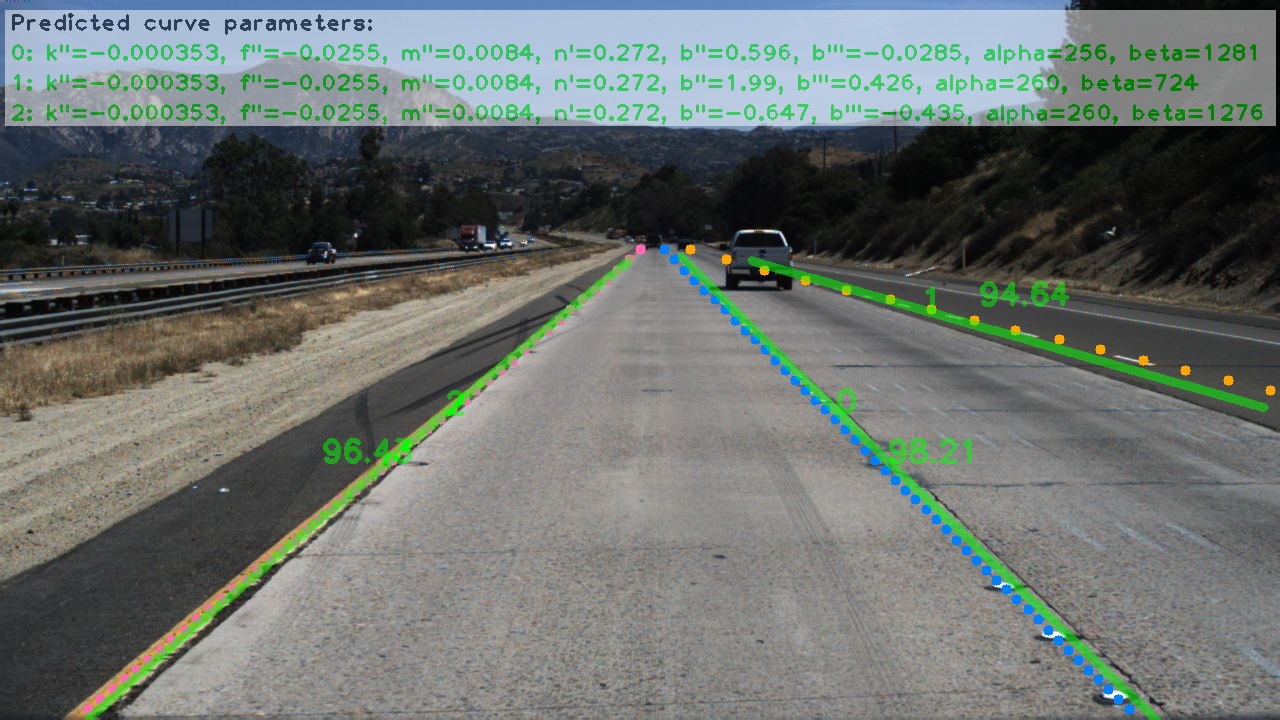 Predicted curve parameters:
0: k''=-0.000353, f''=-0.0255, m''=0.0084, n'=0.272, b''=0.596, b'''=-0.0285, alpha=256, beta=1281
1: k''=-0.000353, f''=-0.0255, m''=0.0084, n'=0.272, b''=1.99, b'''=0.426, alpha=260, beta=724
2: k''=-0.000353, f''=-0.0255, m''=0.0084, n'=0.272, b''=-0.647, b'''=-0.435, alpha=260, beta=1276
1 94.64
2 0
96.43 98.21